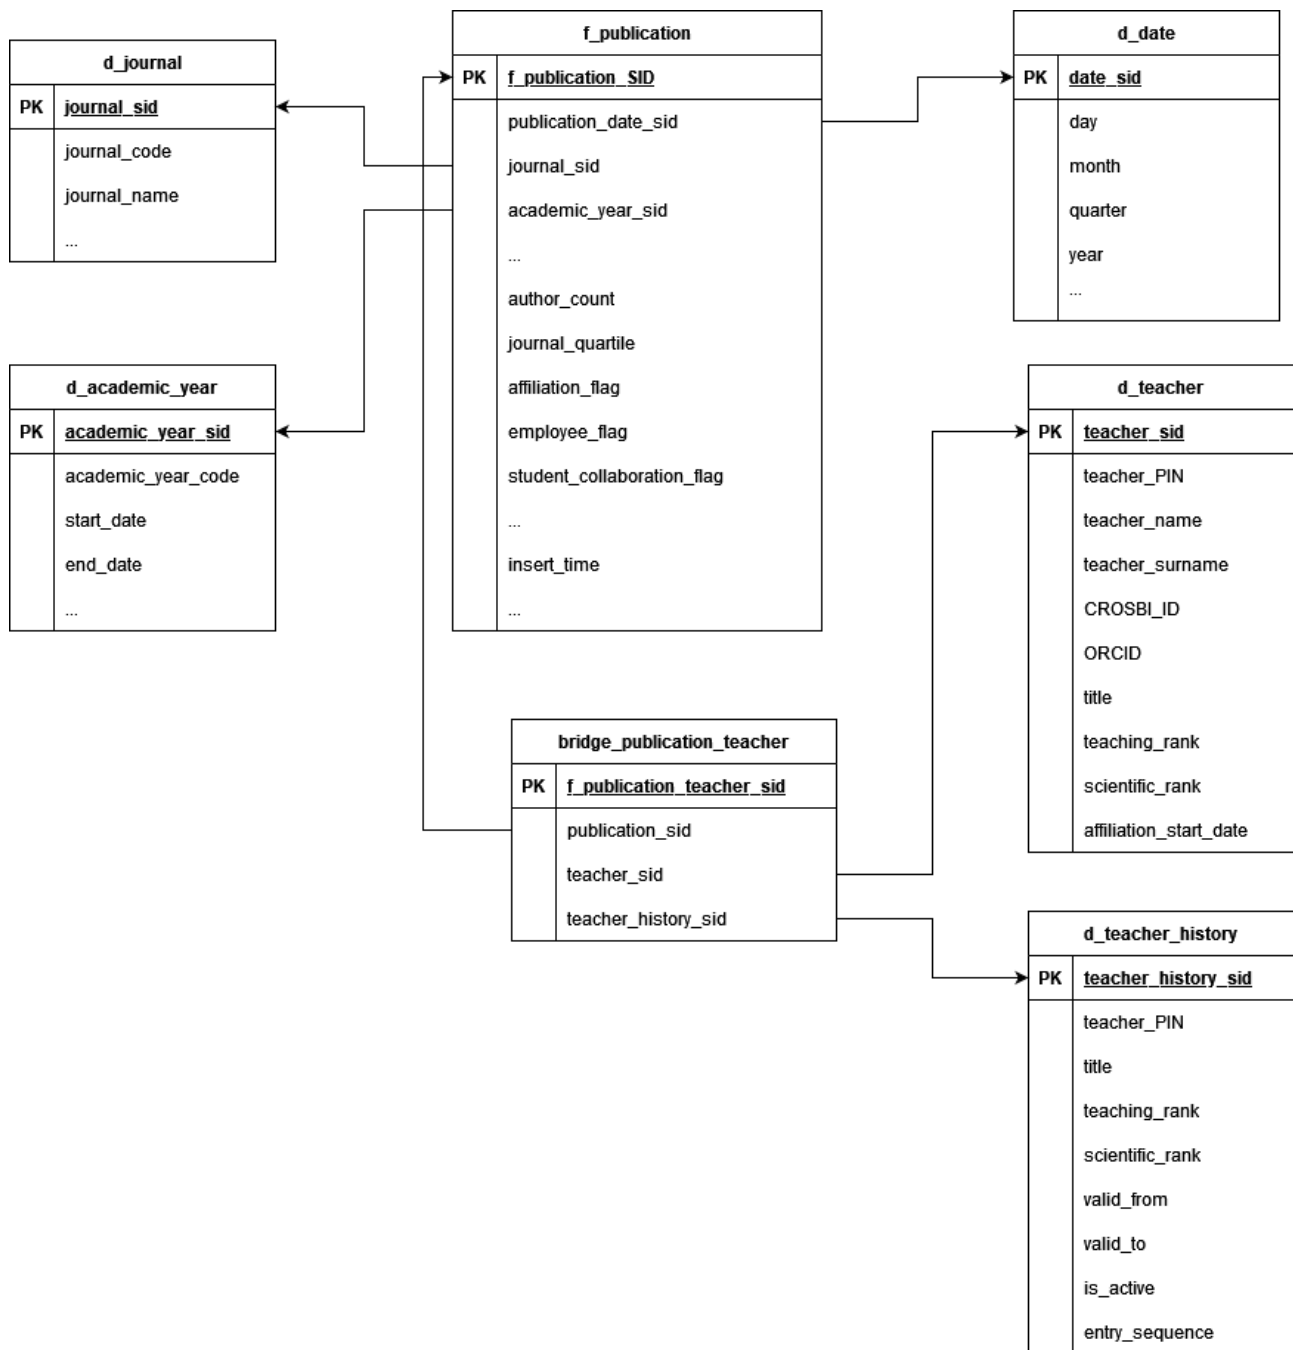 d_journal
PK journal_sid
journal_code
journal_name
...
d_academic_year
PK academic_year_sid
academic_year_code
start_date
end_date
...
f_publication
PK f_publication_SID
publication_date_sid
journal_sid
academic_year_sid
...
author_count
journal_quartile
affiliation_flag
employee_flag
student_collaboration_flag
...
insert_time
...
bridge_publication_teacher
PK f_publication_teacher_sid
publication_sid
teacher_sid
teacher_history_sid
d_date
PK date_sid
day
month
quarter
year
...
d_teacher
PK teacher_sid
teacher_PIN
teacher_name
teacher_surname
CROSBI_ID
ORCID
title
teaching_rank
scientific_rank
affiliation_start_date
d_teacher_history
PK teacher_history_sid
teacher_PIN
title
teaching_rank
scientific_rank
valid_from
valid_to
is_active
entry_sequence